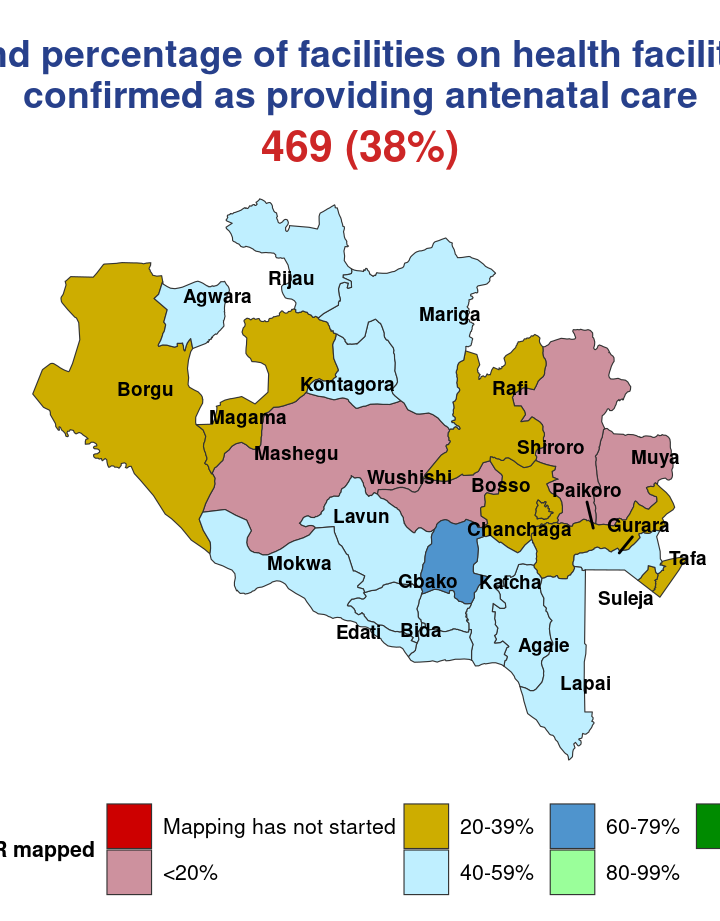 nd percentage of facilities on health facilit
confirmed as providing antenatal care
469 (38%)
Rijau
Agwara
Mariga
Borgu
Kontagora
Rafi
Magama
Mashegu
Shiroro
Muya
Wushishi
Bosso
Paikoro
Lavun
Chanchaga
Gurara
Mokwa
Tafa
Gbako
Katcha
Suleja
Edati
Bida
Agaie
Lapai
R mapped
Mapping has not started
20-39%
60-79%
<20%
40-59%
80-99%